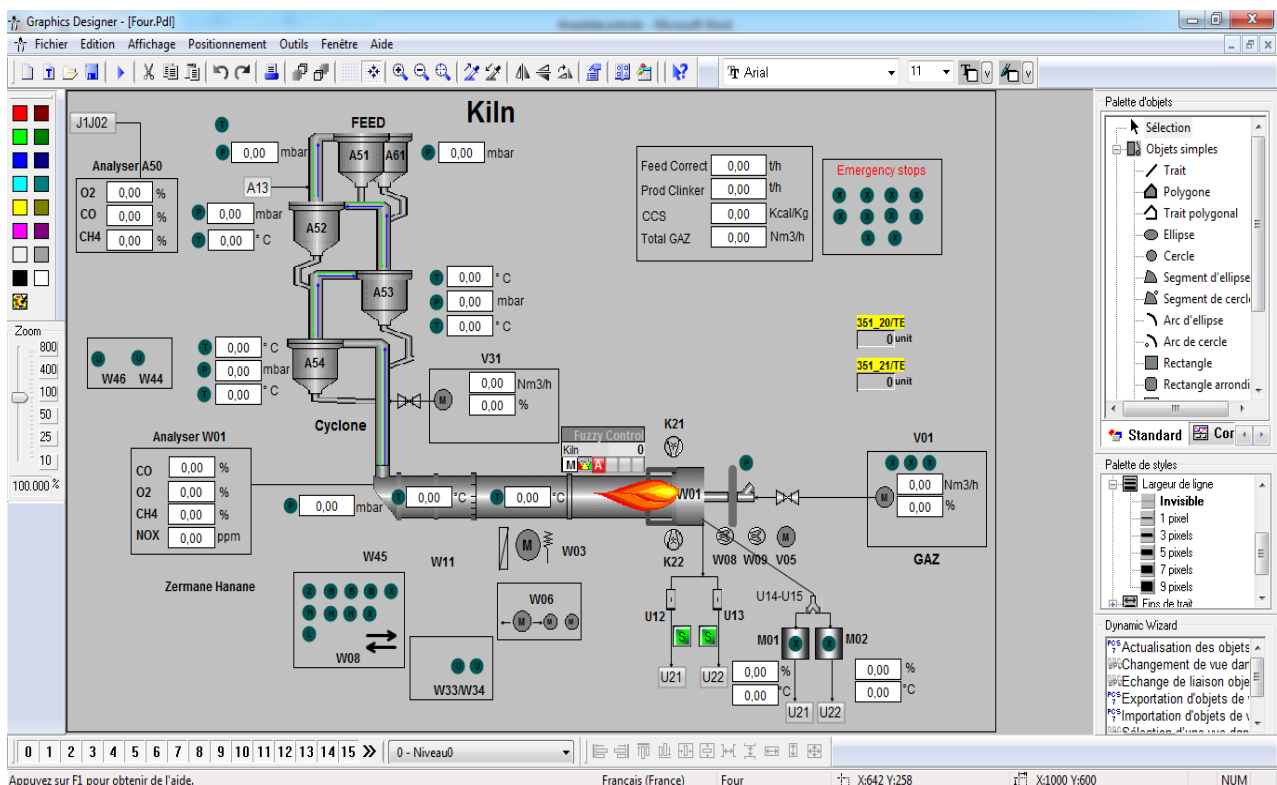 Graphics Designer - [Four.Pdl]
Fichier Edition Affichage Positionnement Outils Fenêtre Aide
Arial 11
Zoom
800
400
100
50
25
10
100.000 %
Kiln
J1J02
FEED
A51 A61
0,00 mbar
0,00 mbar
Analyser A50
O2 0,00 %
CO 0,00 %
CH4 0,00 %
A13
0,00 mbar
0,00 ° C
A52
Feed Correct 0,00 t/h
Prod Clinker 0,00 t/h
CCS 0,00 Kcal/Kg
Total GAZ 0,00 Nm3/h
Emergency stops
A53
0,00 ° C
0,00 mbar
0,00 ° C
351_20/TE
0 unit
351_21/TE
0 unit
W46 W44
0,00 ° C
0,00 mbar
0,00 ° C
A54
V31
0,00 Nm3/h
0,00 %
M
Cyclone
Analyser W01
CO 0,00 %
O2 0,00 %
CH4 0,00 %
NOX 0,00 ppm
Fuzzy Control
Kiln 0
M A
K21
V01
0,00 Nm3/h
0,00 %
M
GAZ
0,00 mbar
0,00 °C
0,00 °C
W01
W45
W11
M
W03
K22
W08 W09 V05
Zermane Hanane
Z B B B X
H H H X
L
W08
W06
M M M
W33/W34
U12 U13
U14-U15
M01 M02
U21 U22
0,00 %
0,00 °C
0,00 %
0,00 °C
U21 U22
Palette d'objets
Sélection
Objets simples
Trait
Polygone
Trait polygonal
Ellipse
Cercle
Segment d'ellipse
Segment de cercl
Arc d'ellipse
Arc de cercle
Rectangle
Rectangle arrondi
Standard Cor
Palette de styles
Largeur de ligne
Invisible
1 pixel
3 pixels
5 pixels
7 pixels
9 pixels
Fins de trait
Dynamic Wizard
Actualisation des objets
Changement de vue dar
Echange de liaison obje
Exportation d'objets de
Importation d'objets de
0 1 2 3 4 5 6 7 8 9 10 11 12 13 14 15 0 - Niveau0
Appuyez sur F1 pour obtenir de l'aide. Français (France) Four X:642 Y:258 X:1000 Y:600 NUM